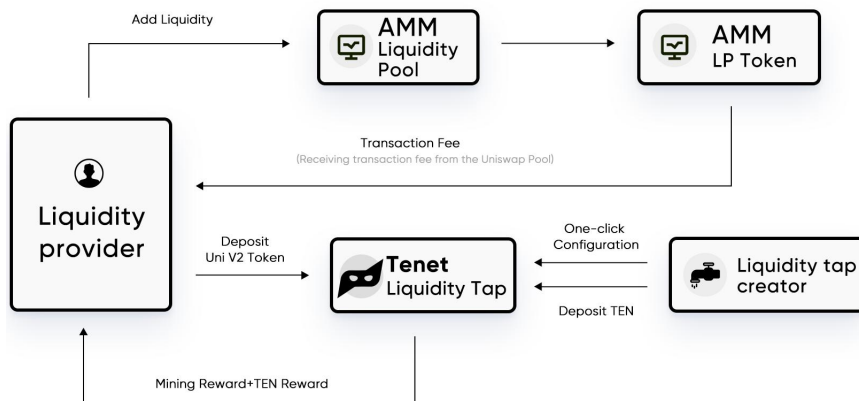 Add Liquidity
AMM
Liquidity
Pool
AMM
LP Token
Transaction Fee
(Receiving transaction fee from the Uniswap Pool)
Liquidity
provider
Deposit
Uni V2 Token
Tenet
Liquidity Tap
One-click
Configuration
Deposit TEN
Liquidity tap
creator
Mining Reward+TEN Reward